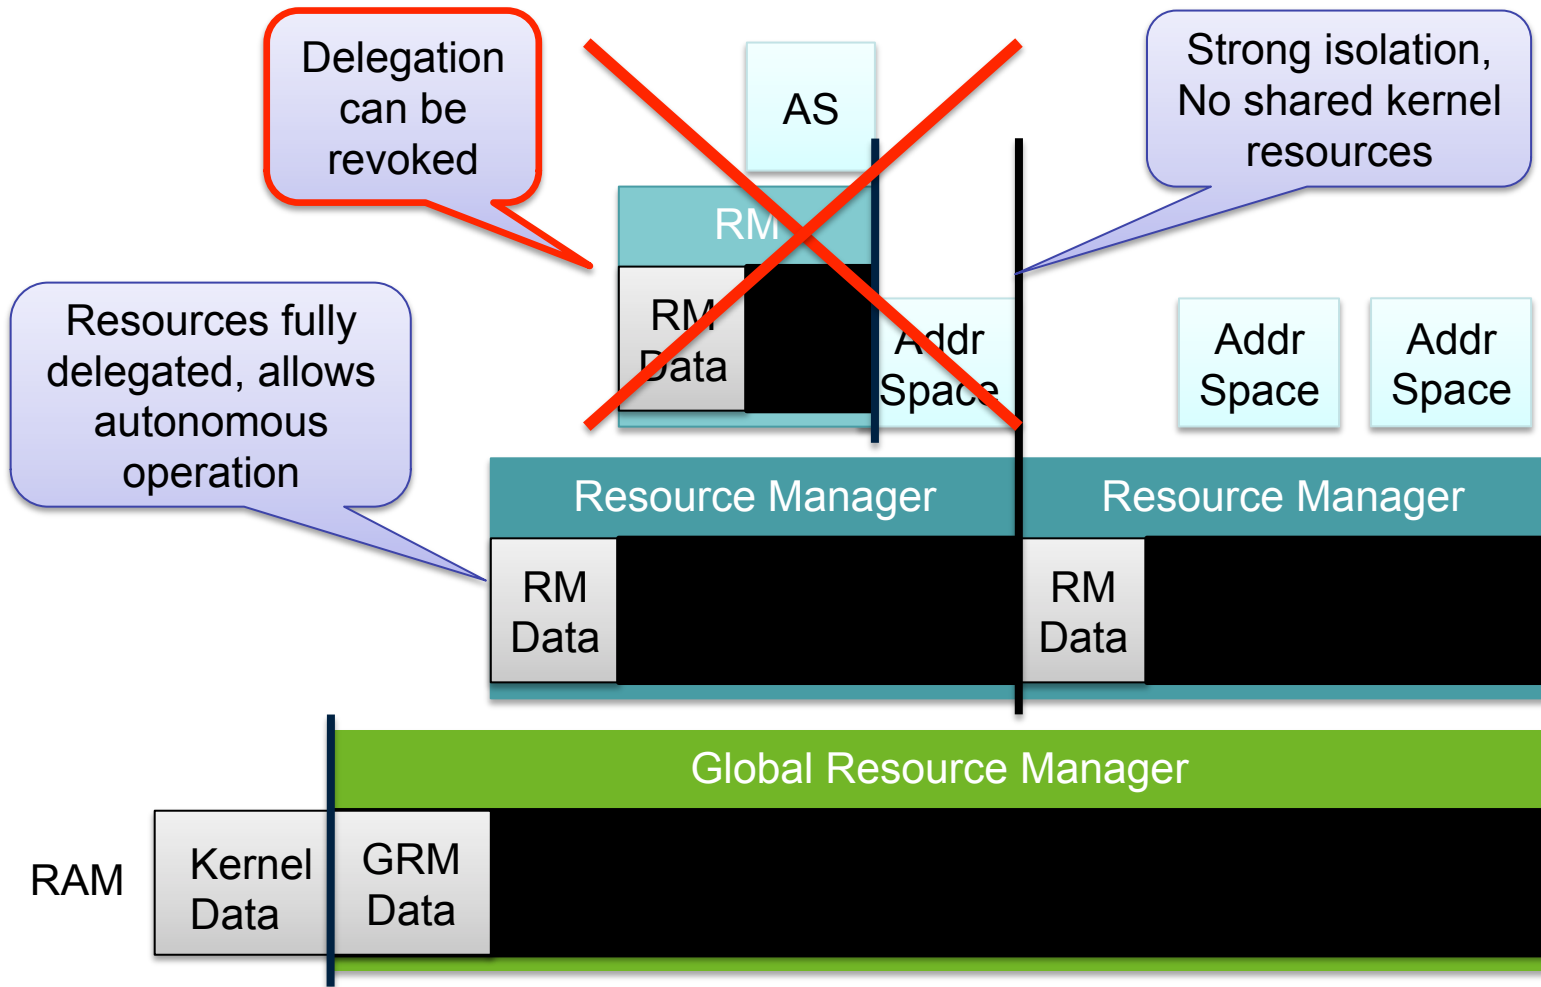 Delegation
can be
revoked
AS
Strong isolation,
No shared kernel
resources
RM
RM
Data
Resources fully
delegated, allows
autonomous
operation
Addr
Space
Addr
Space
Addr
Space
Resource Manager
Resource Manager
RM
Data
RM
Data
Global Resource Manager
RAM
Kernel
Data
GRM
Data